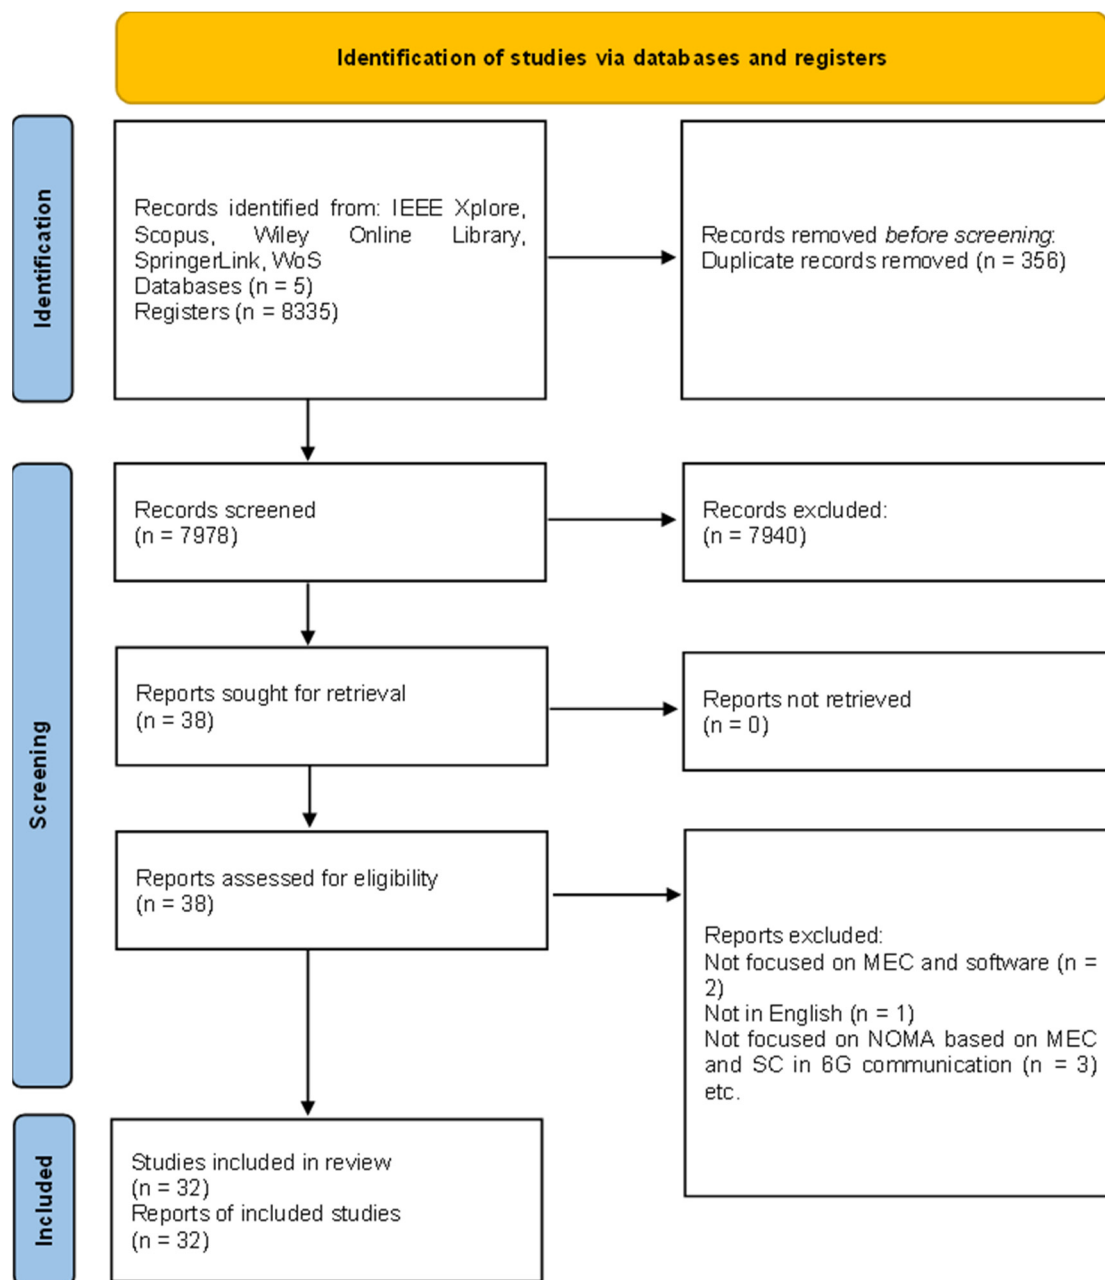 Identification of studies via databases and registers
Identification
Records identified from: IEEE Xplore,
Scopus, Wiley Online Library,
SpringerLink, WoS
Databases (n = 5)
Registers (n = 8335)
Records removed before screening:
Duplicate records removed (n = 356)
Screening
Records screened
(n = 7978)
Records excluded:
(n = 7940)
Reports sought for retrieval
(n = 38)
Reports not retrieved
(n = 0)
Reports assessed for eligibility
(n = 38)
Reports excluded:
Not focused on MEC and software (n =
2)
Not in English (n = 1)
Not focused on NOMA based on MEC
and SC in 6G communication (n = 3)
etc.
Included
Studies included in review
(n = 32)
Reports of included studies
(n = 32)